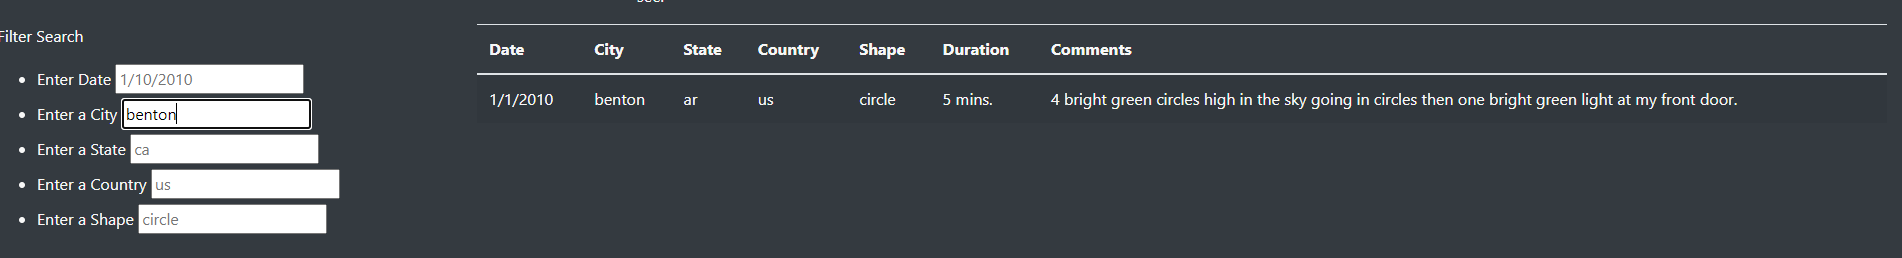 see.
Filter Search
Enter Date 1/10/2010
Enter a City benton
Enter a State ca
Enter a Country us
Enter a Shape circle
Date City State Country Shape Duration Comments
1/1/2010 benton ar us circle 5 mins. 4 bright green circles high in the sky going in circles then one bright green light at my front door.